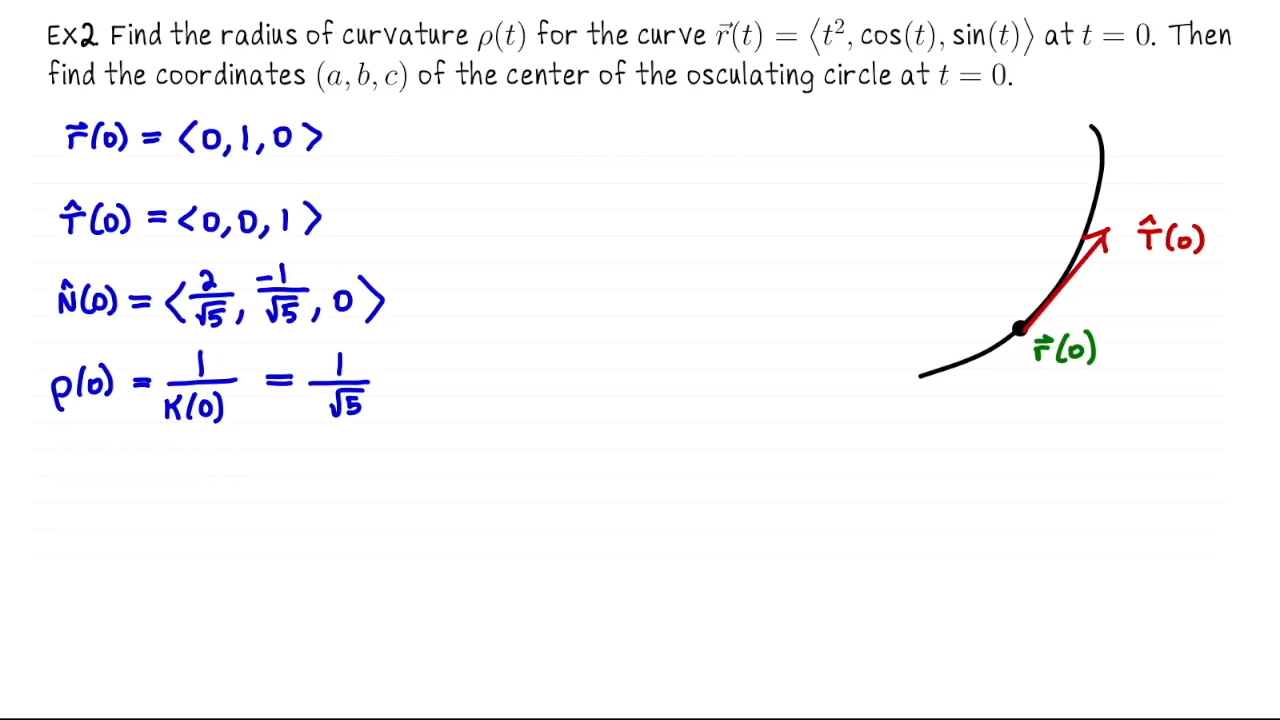 Ex2. Find the radius of curvature ρ(t) for the curve r⃗(t) = ⟨t², cos(t), sin(t)⟩ at t = 0. Then
find the coordinates (a, b, c) of the center of the osculating circle at t = 0.
r⃗(0) = <0, 1, 0>
T̂(0) = <0, 0, 1>
N̂(0) = <2/√5, -1/√5, 0>
ρ(0) = 1/K(0) = 1/√5
T̂(0)
r⃗(0)